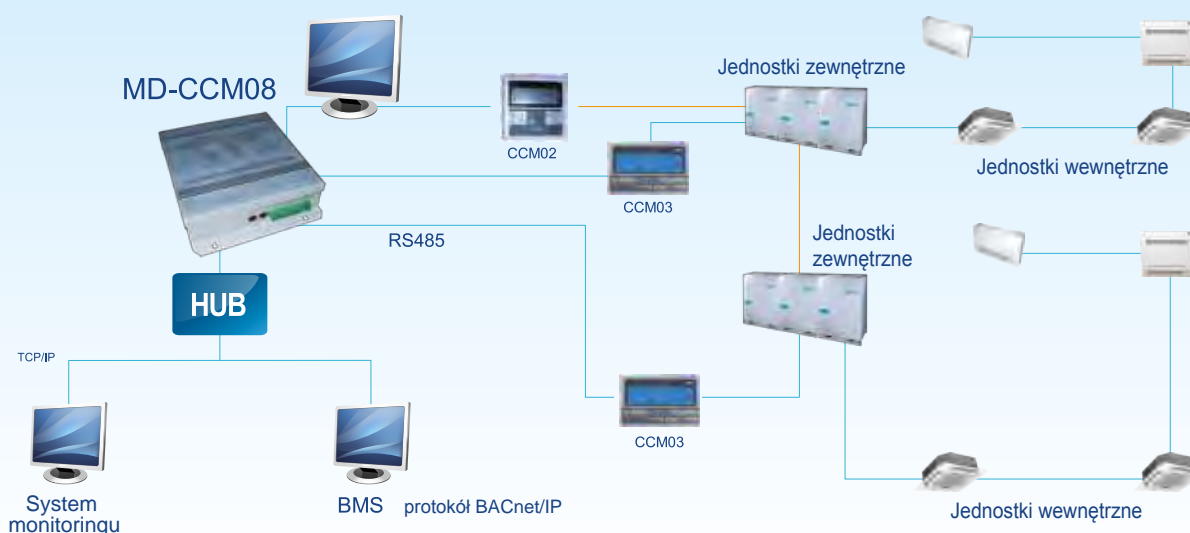 MD-CCM08
Jednostki zewnętrzne
CCM02
Jednostki wewnętrzne
CCM03
RS485
Jednostki
zewnętrzne
HUB
TCP/IP
CCM03
System
monitoringu
BMS protokół BACnet/IP
Jednostki wewnętrzne